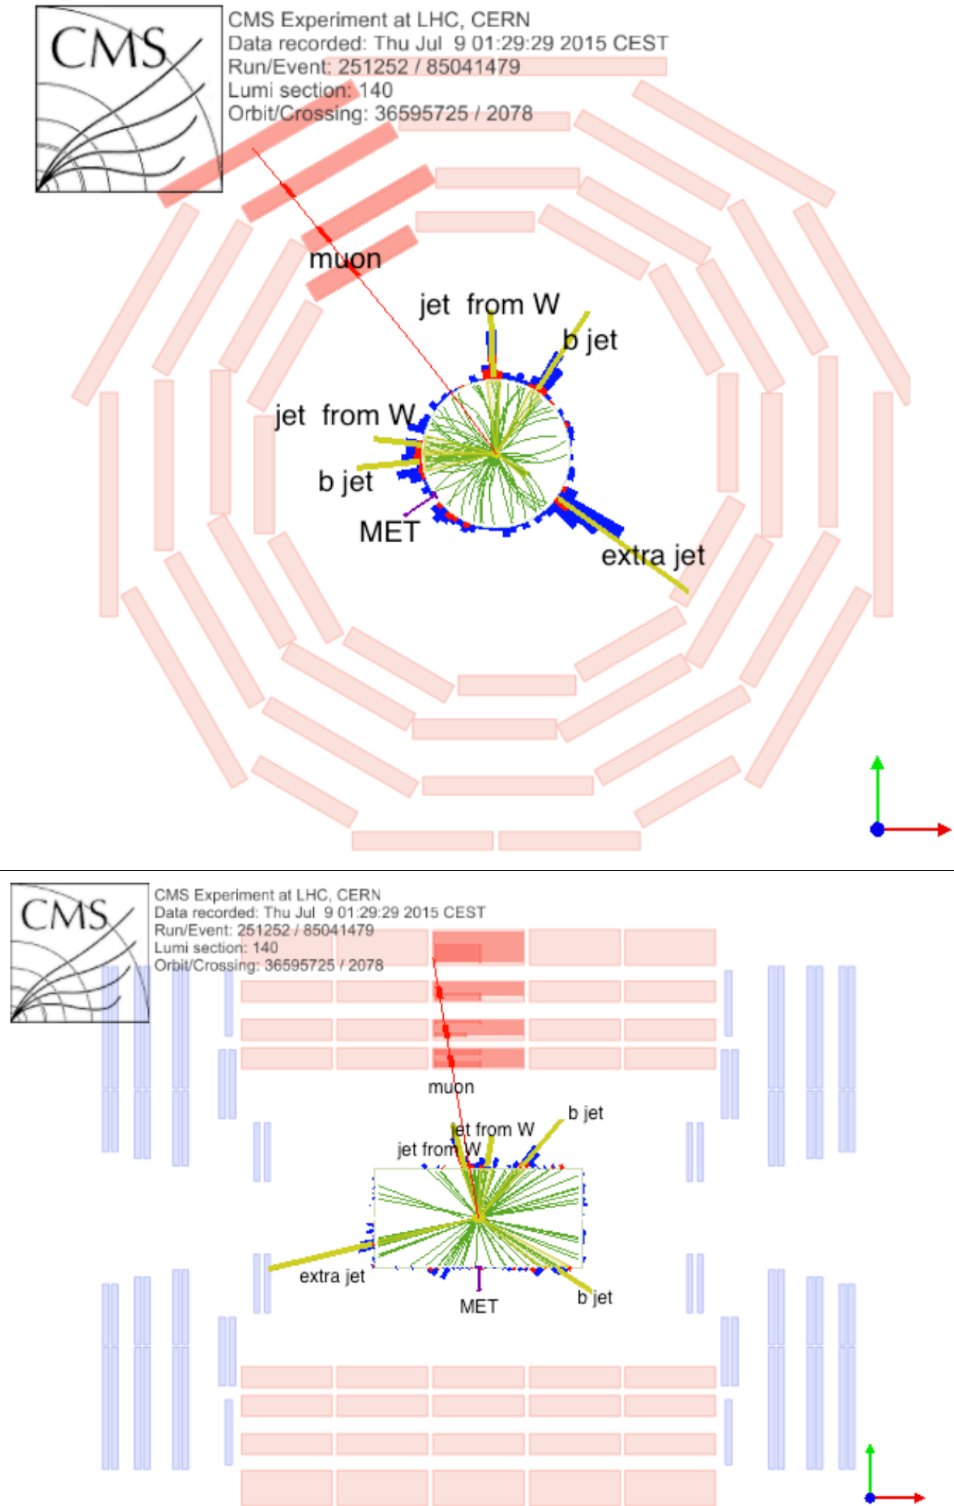 CMS
CMS Experiment at LHC, CERN
Data recorded: Thu Jul 9 01:29:29 2015 CEST
Run/Event: 251252 / 85041479
Lumi section: 140
Orbit/Crossing: 36595725 / 2078
muon
jet from W
b jet
jet from W
b jet
MET
extra jet
CMS
CMS Experiment at LHC, CERN
Data recorded: Thu Jul 9 01:29:29 2015 CEST
Run/Event: 251252 / 85041479
Lumi section: 140
Orbit/Crossing: 36595725 / 2078
muon
b jet
jet from W
jet from W
extra jet
b jet
MET